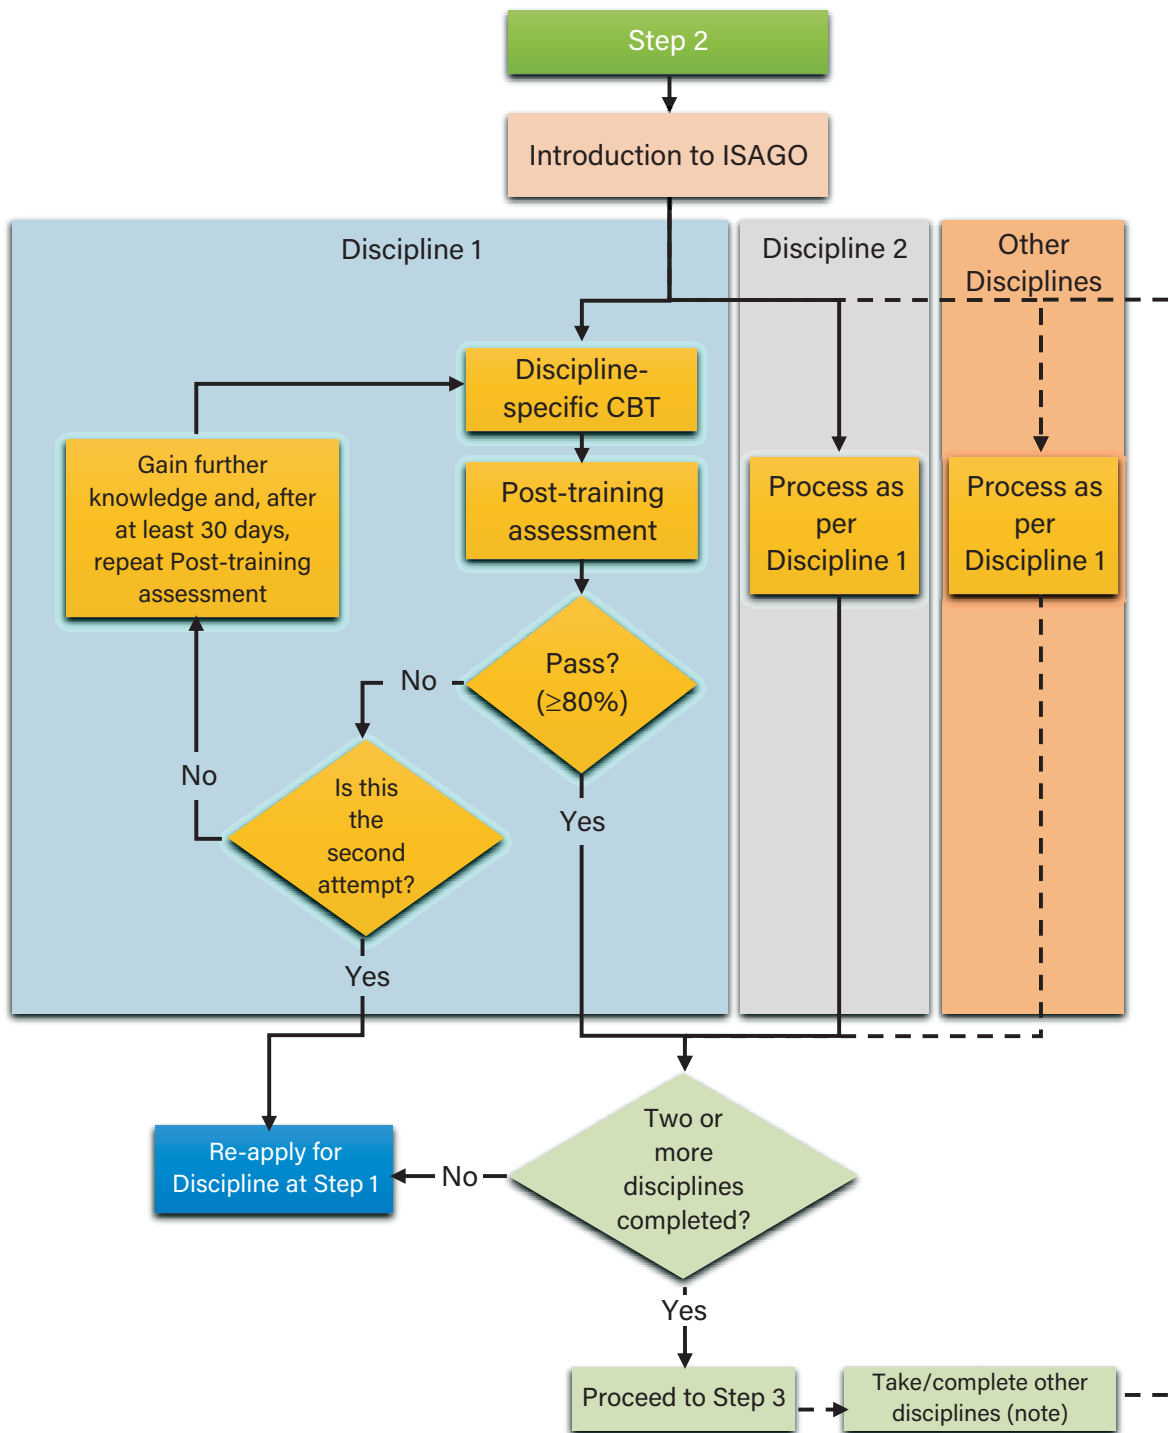 Step 2
Introduction to ISAGO
Discipline 1
Discipline 2
Other
Disciplines
Discipline-
specific CBT
Gain further
knowledge and, after
at least 30 days,
repeat Post-training
assessment
Post-training
assessment
Process as
per
Discipline 1
Process as
per
Discipline 1
Pass?
(≥80%)
No
No
Is this
the
second
attempt?
Yes
Yes
Two or
more
disciplines
completed?
Re-apply for
Discipline at Step 1
No
Yes
Proceed to Step 3
Take/complete other
disciplines (note)